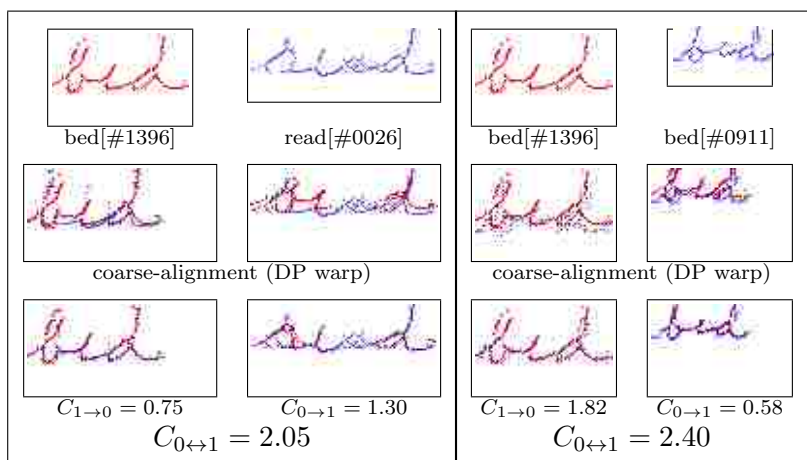 bed bread bed bed
bed[#1396] read[#0026] bed[#1396] bed[#0911]
coarse-alignment (DP warp) coarse-alignment (DP warp)
C₁→₀ = 0.75 C₀→₁ = 1.30 C₁→₀ = 1.82 C₀→₁ = 0.58
C₀↔₁ = 2.05 C₀↔₁ = 2.40